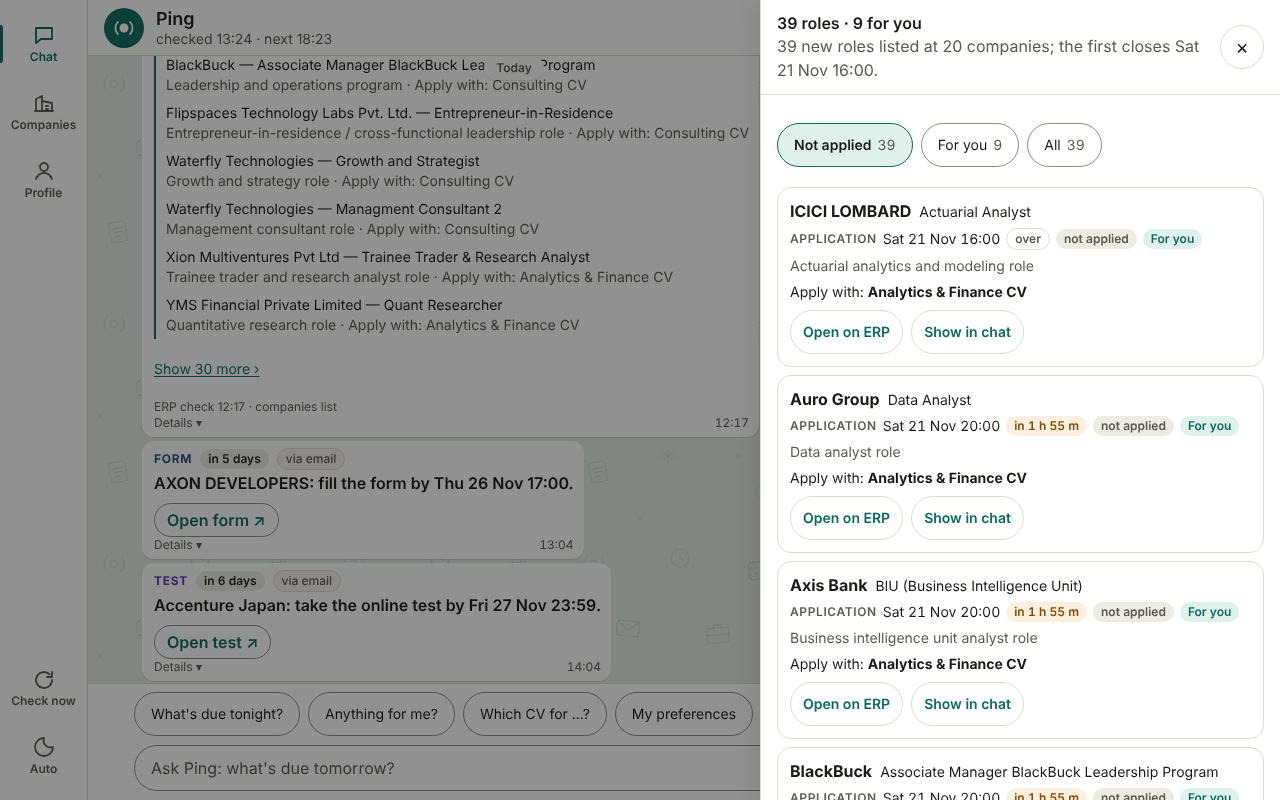 Chat
Companies
Profile
Check now
Auto
Ping
checked 13:24 · next 18:23
Today
BlackBuck — Associate Manager BlackBuck Lea Program
Leadership and operations program · Apply with: Consulting CV
Flipspaces Technology Labs Pvt. Ltd. — Entrepreneur-in-Residence
Entrepreneur-in-residence / cross-functional leadership role · Apply with: Consulting CV
Waterfly Technologies — Growth and Strategist
Growth and strategy role · Apply with: Consulting CV
Waterfly Technologies — Managment Consultant 2
Management consultant role · Apply with: Consulting CV
Xion Multiventures Pvt Ltd — Trainee Trader & Research Analyst
Trainee trader and research analyst role · Apply with: Analytics & Finance CV
YMS Financial Private Limited — Quant Researcher
Quantitative research role · Apply with: Analytics & Finance CV
Show 30 more ›
ERP check 12:17 · companies list
Details ▾ 12:17
FORM in 5 days via email
AXON DEVELOPERS: fill the form by Thu 26 Nov 17:00.
Open form ↗
Details ▾ 13:04
TEST in 6 days via email
Accenture Japan: take the online test by Fri 27 Nov 23:59.
Open test ↗
Details ▾ 14:04
What's due tonight? Anything for me? Which CV for …? My preferences
Ask Ping: what's due tomorrow?
39 roles · 9 for you
39 new roles listed at 20 companies; the first closes Sat
21 Nov 16:00.
×
Not applied 39 For you 9 All 39
ICICI LOMBARD Actuarial Analyst
APPLICATION Sat 21 Nov 16:00 over not applied For you
Actuarial analytics and modeling role
Apply with: Analytics & Finance CV
Open on ERP Show in chat
Auro Group Data Analyst
APPLICATION Sat 21 Nov 20:00 in 1 h 55 m not applied For you
Data analyst role
Apply with: Analytics & Finance CV
Open on ERP Show in chat
Axis Bank BIU (Business Intelligence Unit)
APPLICATION Sat 21 Nov 20:00 in 1 h 55 m not applied For you
Business intelligence unit analyst role
Apply with: Analytics & Finance CV
Open on ERP Show in chat
BlackBuck Associate Manager BlackBuck Leadership Program
APPLICATION Sat 21 Nov 20:00 in 1 h 55 m not applied For you